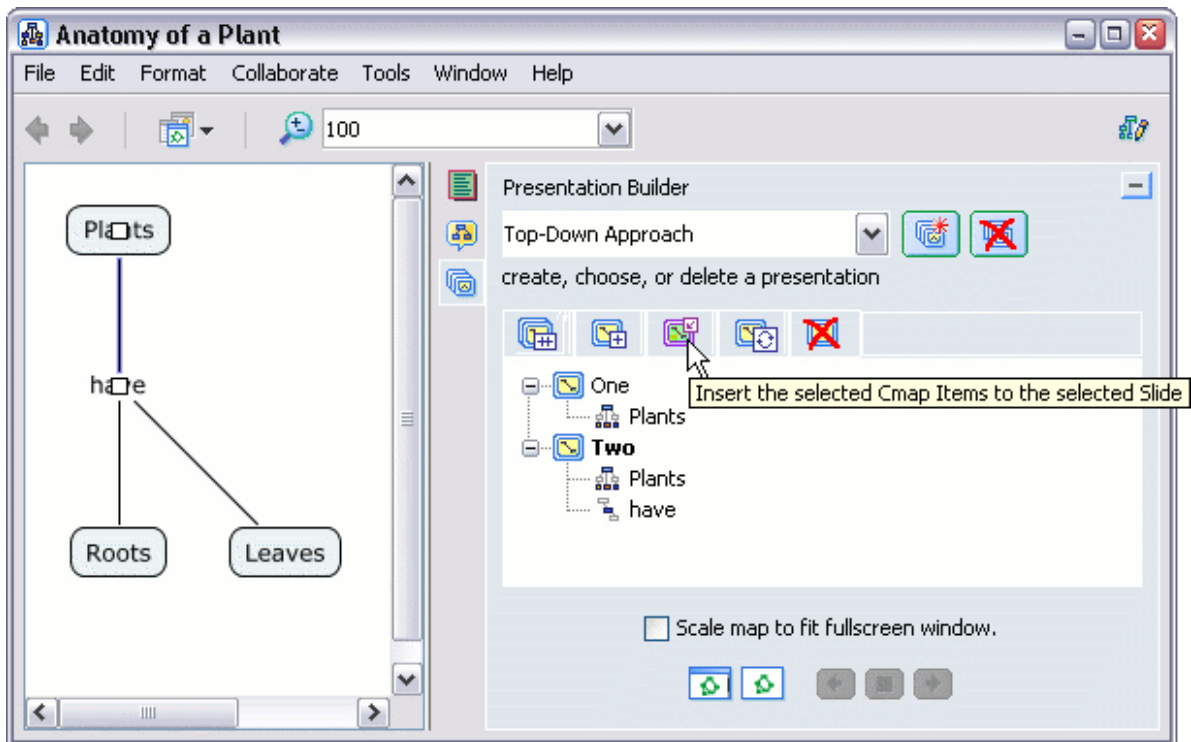 Anatomy of a Plant
File Edit Format Collaborate Tools Window Help
100
Plants
have
Roots
Leaves
Presentation Builder
Top-Down Approach
create, choose, or delete a presentation
Insert the selected Cmap Items to the selected Slide
One
Plants
Two
Plants
have
Scale map to fit fullscreen window.